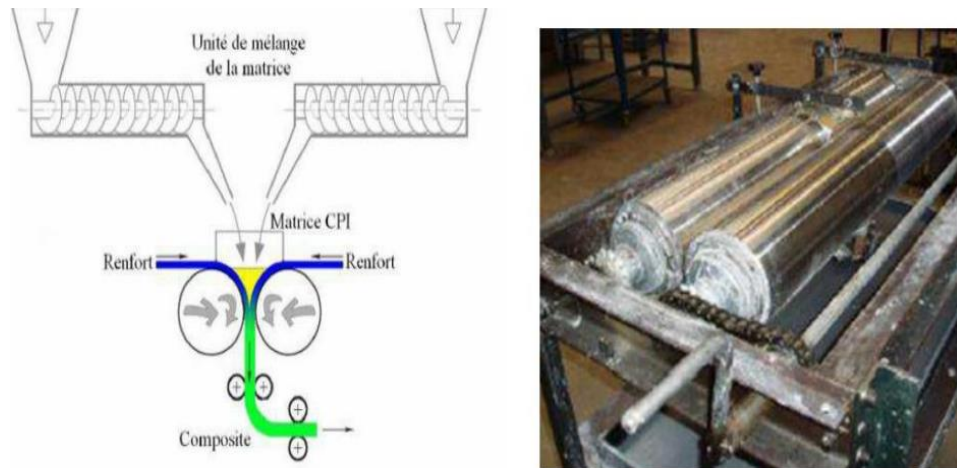 Unité de mélange
de la matrice
Matrice CPI
Renfort
Renfort
Composite